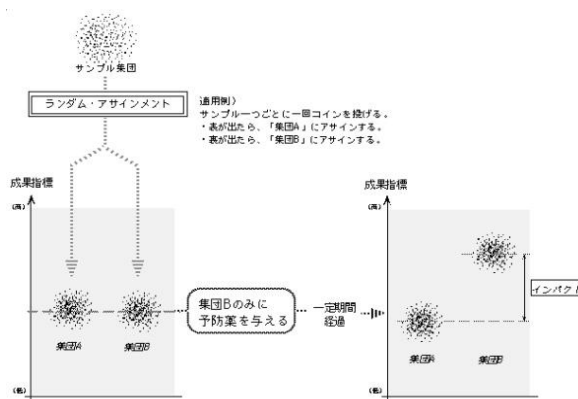 サンプル集団
ランダム・アサインメント
適用例）
サンプル一つごとに一回コインを投げる。
・表が出たら、「集団A」にアサインする。
・裏が出たら、「集団B」にアサインする。
成果指標
(高)
集団A
集団B
(低)
集団Bのみに
予防薬を与える
一定期間
経過
成果指標
(高)
インパクト
集団A
集団B
(低)